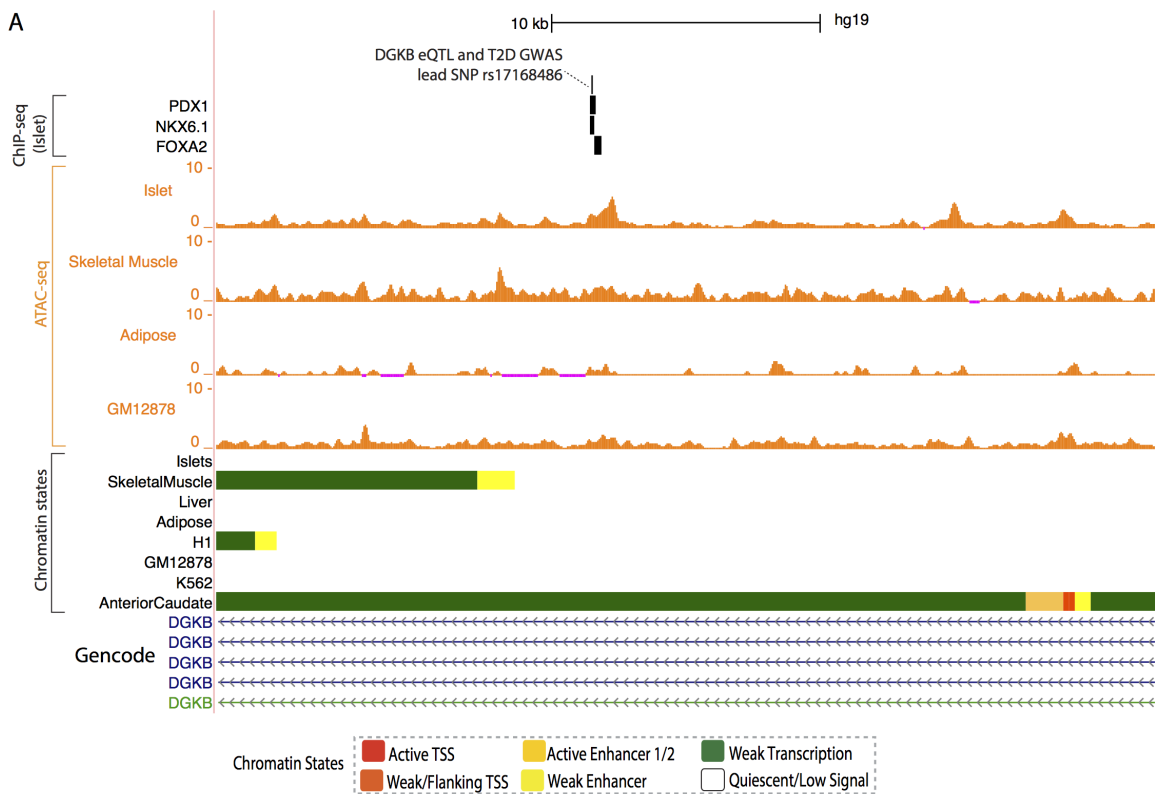 A
10 kb
hg19
DGKB eQTL and T2D GWAS
lead SNP rs17168486
ChIP-seq
(Islet)
PDX1
NKX6.1
FOXA2
ATAC-seq
10
Islet
0
10
Skeletal Muscle
0
10
Adipose
0
10
GM12878
0
Chromatin states
Islets
SkeletalMuscle
Liver
Adipose
H1
GM12878
K562
AnteriorCaudate
Gencode
DGKB
DGKB
DGKB
DGKB
DGKB
Chromatin States
Active TSS
Active Enhancer 1/2
Weak Transcription
Weak/Flanking TSS
Weak Enhancer
Quiescent/Low Signal